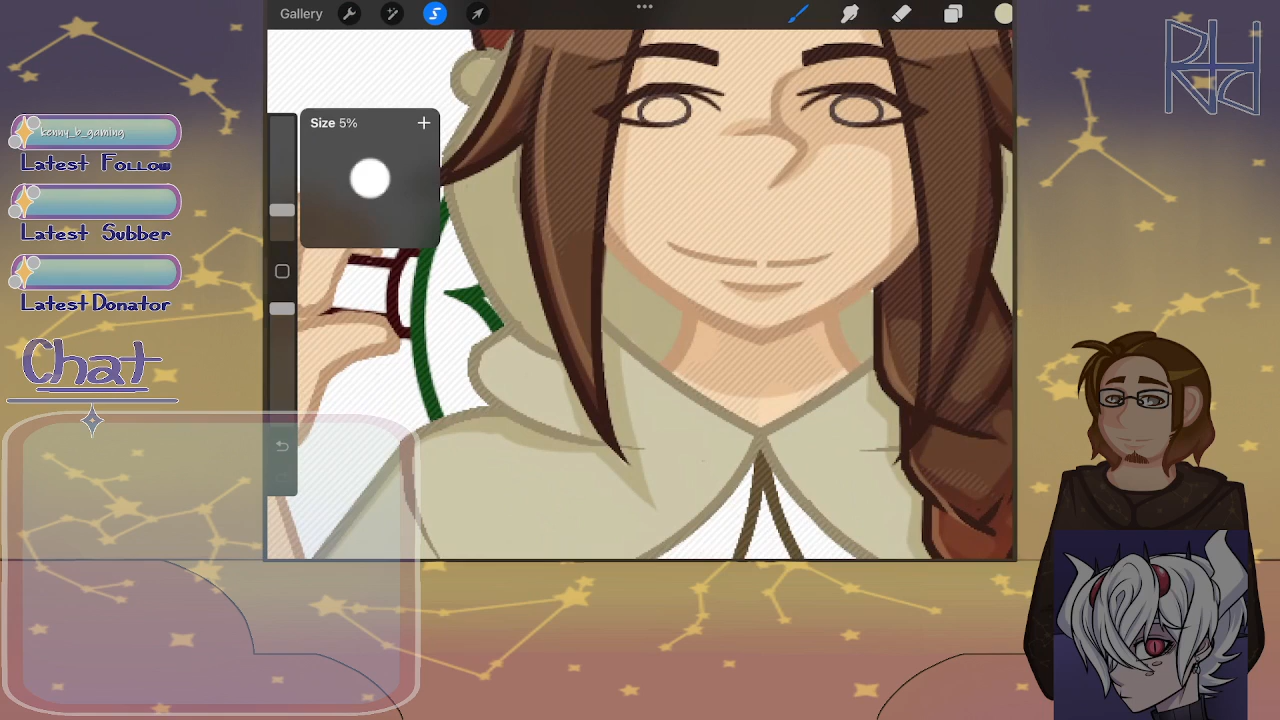 Gallery
Size 5%
kenny_b_gaming
Latest Follow
Latest Subber
Latest Donator
Chat